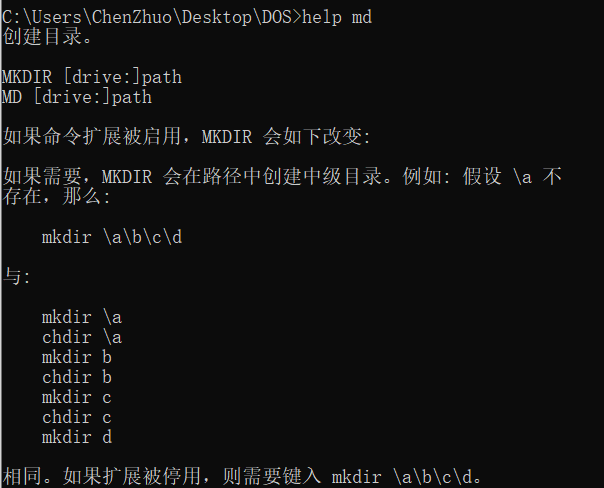 C:\Users\ChenZhuo\Desktop\DOS>help md
创建目录。
MKDIR [drive:]path
MD [drive:]path
如果命令扩展被启用，MKDIR 会如下改变:
如果需要，MKDIR 会在路径中创建中级目录。例如: 假设 \a 不
存在，那么:
mkdir \a\b\c\d
与:
mkdir \a
chdir \a
mkdir b
chdir b
mkdir c
chdir c
mkdir d
相同。如果扩展被停用，则需要键入 mkdir \a\b\c\d。